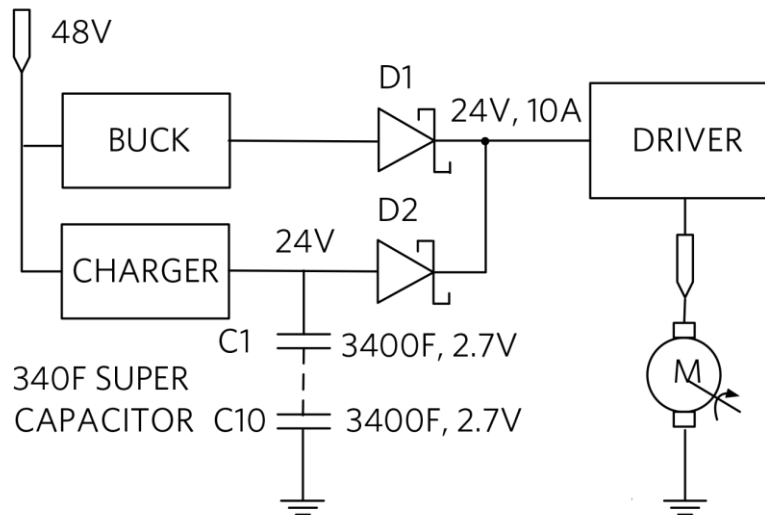 48V
D1
BUCK
24V, 10A
DRIVER
D2
24V
CHARGER
C1
3400F, 2.7V
340F SUPER
CAPACITOR
C10
3400F, 2.7V
M